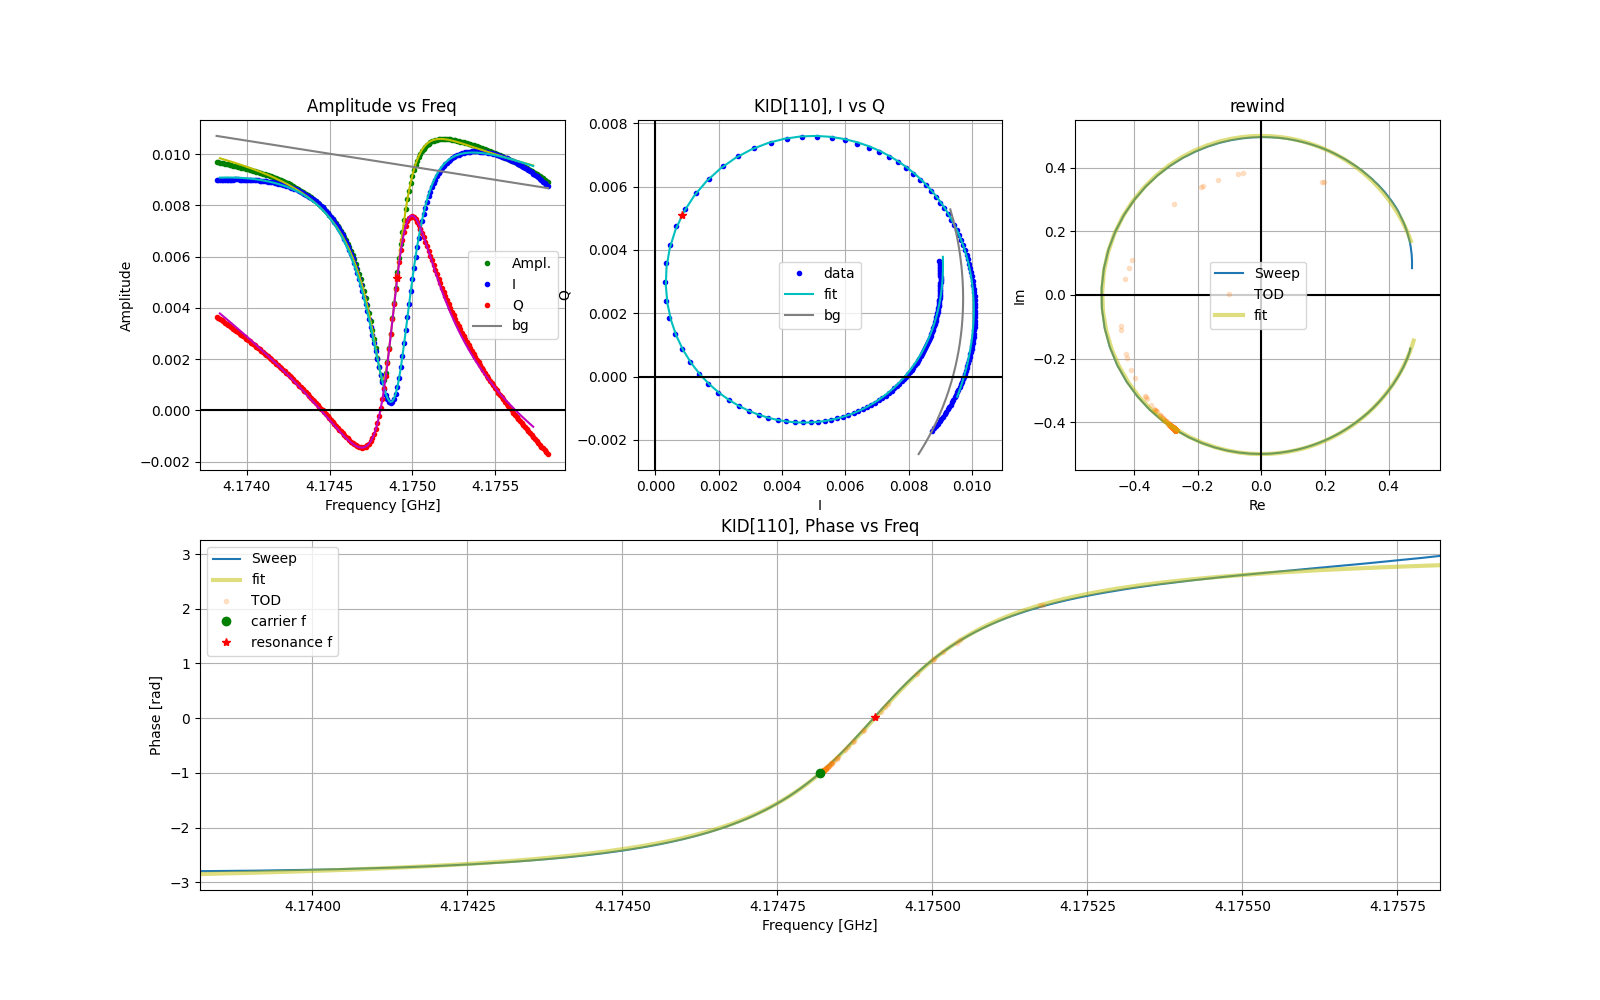 Amplitude vs Freq
Amplitude
0.010
0.008
0.006
0.004
0.002
0.000
−0.002
4.1740 4.1745 4.1750 4.1755
Frequency [GHz]
Ampl.
I
Q
bg
KID[110], I vs Q
Q
0.008
0.006
0.004
0.002
0.000
−0.002
0.000 0.002 0.004 0.006 0.008 0.010
I
data
fit
bg
rewind
Im
0.4
0.2
0.0
−0.2
−0.4
−0.4 −0.2 0.0 0.2 0.4
Re
Sweep
TOD
fit
KID[110], Phase vs Freq
Phase [rad]
3
2
1
0
−1
−2
−3
4.17400 4.17425 4.17450 4.17475 4.17500 4.17525 4.17550 4.17575
Frequency [GHz]
Sweep
fit
TOD
carrier f
resonance f